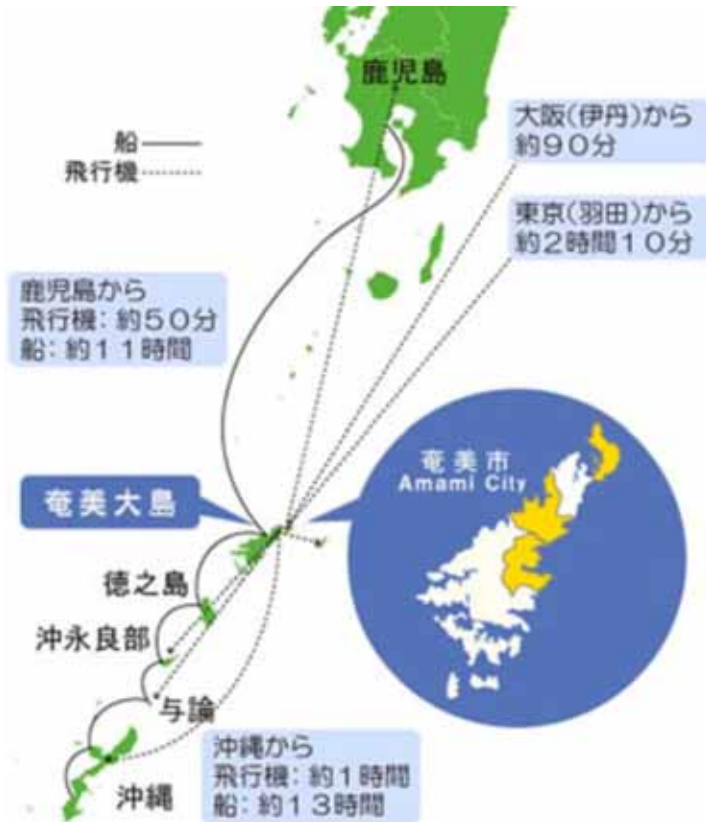 鹿児島
船
飛行機
大阪(伊丹)から
約９０分
東京(羽田)から
約２時間１０分
鹿児島から
飛行機：約５０分
船：約１１時間
奄美市
Amami City
奄美大島
徳之島
沖永良部
与論
沖縄から
飛行機：約１時間
船：約１３時間
沖縄